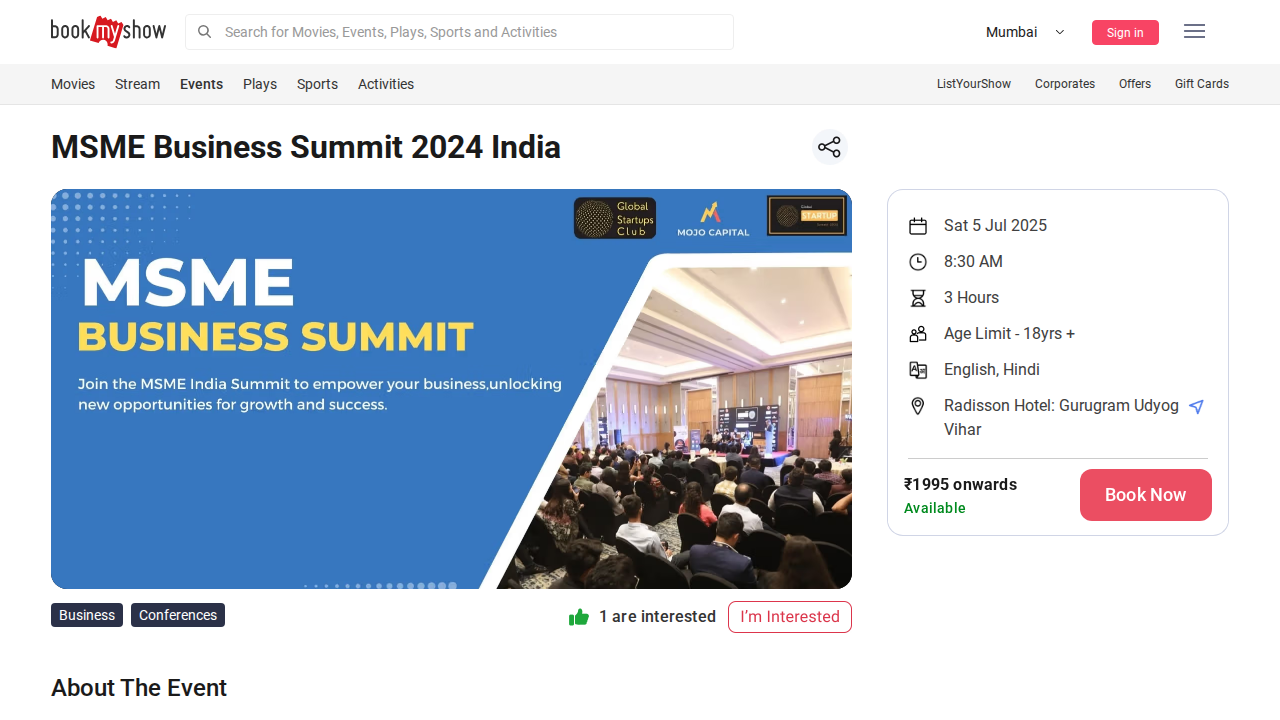 bookmyshow
Search for Movies, Events, Plays, Sports and Activities
Mumbai
Sign in
Movies
Stream
Events
Plays
Sports
Activities
ListYourShow
Corporates
Offers
Gift Cards
MSME Business Summit 2024 India
Global
Startups
Club
MOJO CAPITAL
Global
STARTUP
MSME
BUSINESS SUMMIT
Join the MSME India Summit to empower your business,unlocking
new opportunities for growth and success.
Sat 5 Jul 2025
8:30 AM
3 Hours
Age Limit - 18yrs +
English, Hindi
Radisson Hotel: Gurugram Udyog
Vihar
₹1995 onwards
Available
Book Now
Business
Conferences
1 are interested
I'm Interested
About The Event